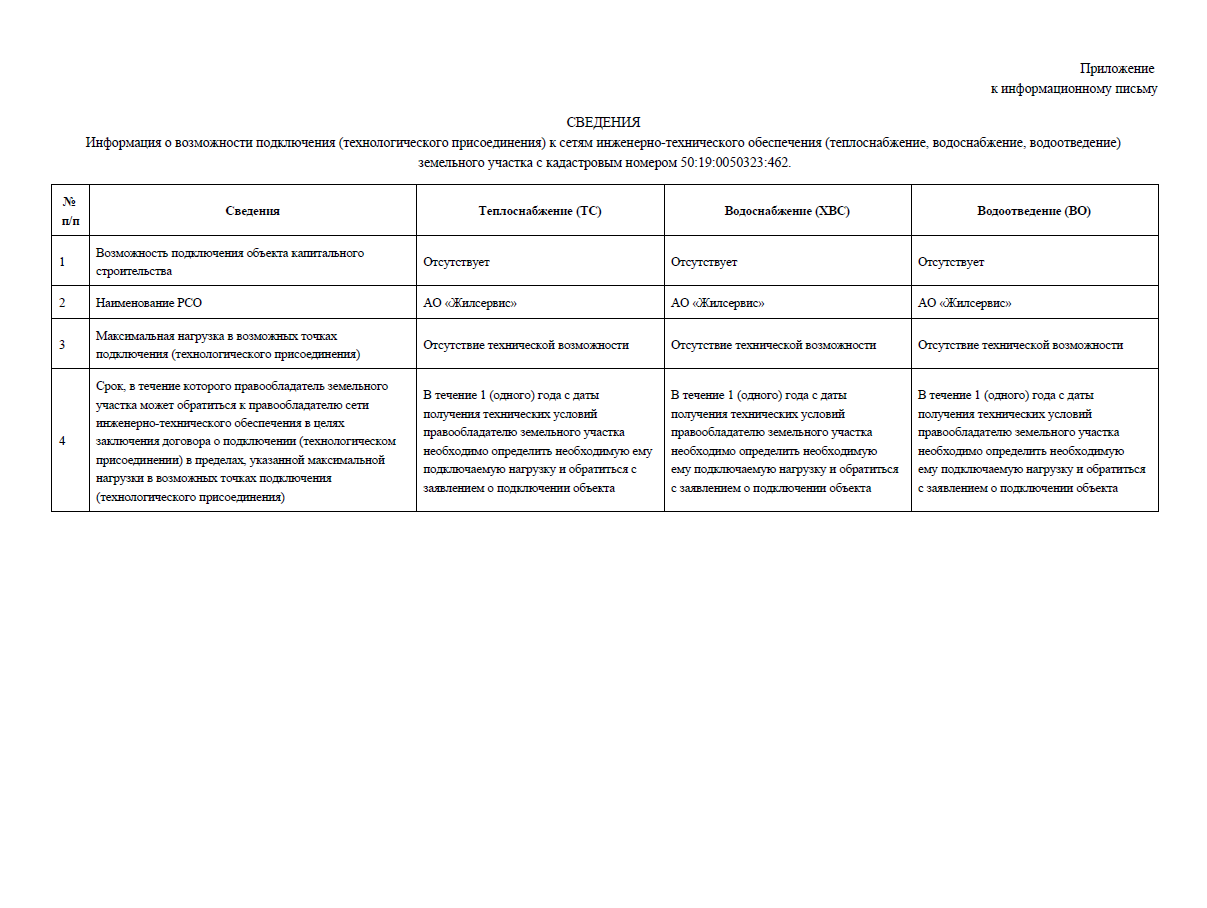 Приложение
к информационному письму
СВЕДЕНИЯ
Информация о возможности подключения (технологического присоединения) к сетям инженерно-технического обеспечения (теплоснабжение, водоснабжение, водоотведение)
земельного участка с кадастровым номером 50:19:0050323:462.
№
п/п
Сведения
Теплоснабжение (ТС)
Водоснабжение (ХВС)
Водоотведение (ВО)
1
Возможность подключения объекта капитального
строительства
Отсутствует
Отсутствует
Отсутствует
2
Наименование РСО
АО «Жилсервис»
АО «Жилсервис»
АО «Жилсервис»
3
Максимальная нагрузка в возможных точках
подключения (технологического присоединения)
Отсутствие технической возможности
Отсутствие технической возможности
Отсутствие технической возможности
4
Срок, в течение которого правообладатель земельного
участка может обратиться к правообладателю сети
инженерно-технического обеспечения в целях
заключения договора о подключении (технологическом
присоединении) в пределах, указанной максимальной
нагрузки в возможных точках подключения
(технологического присоединения)
В течение 1 (одного) года с даты
получения технических условий
правообладателю земельного участка
необходимо определить необходимую ему
подключаемую нагрузку и обратиться с
заявлением о подключении объекта
В течение 1 (одного) года с даты
получения технических условий
правообладателю земельного участка
необходимо определить необходимую
ему подключаемую нагрузку и обратиться
с заявлением о подключении объекта
В течение 1 (одного) года с даты
получения технических условий
правообладателю земельного участка
необходимо определить необходимую
ему подключаемую нагрузку и обратиться
с заявлением о подключении объекта